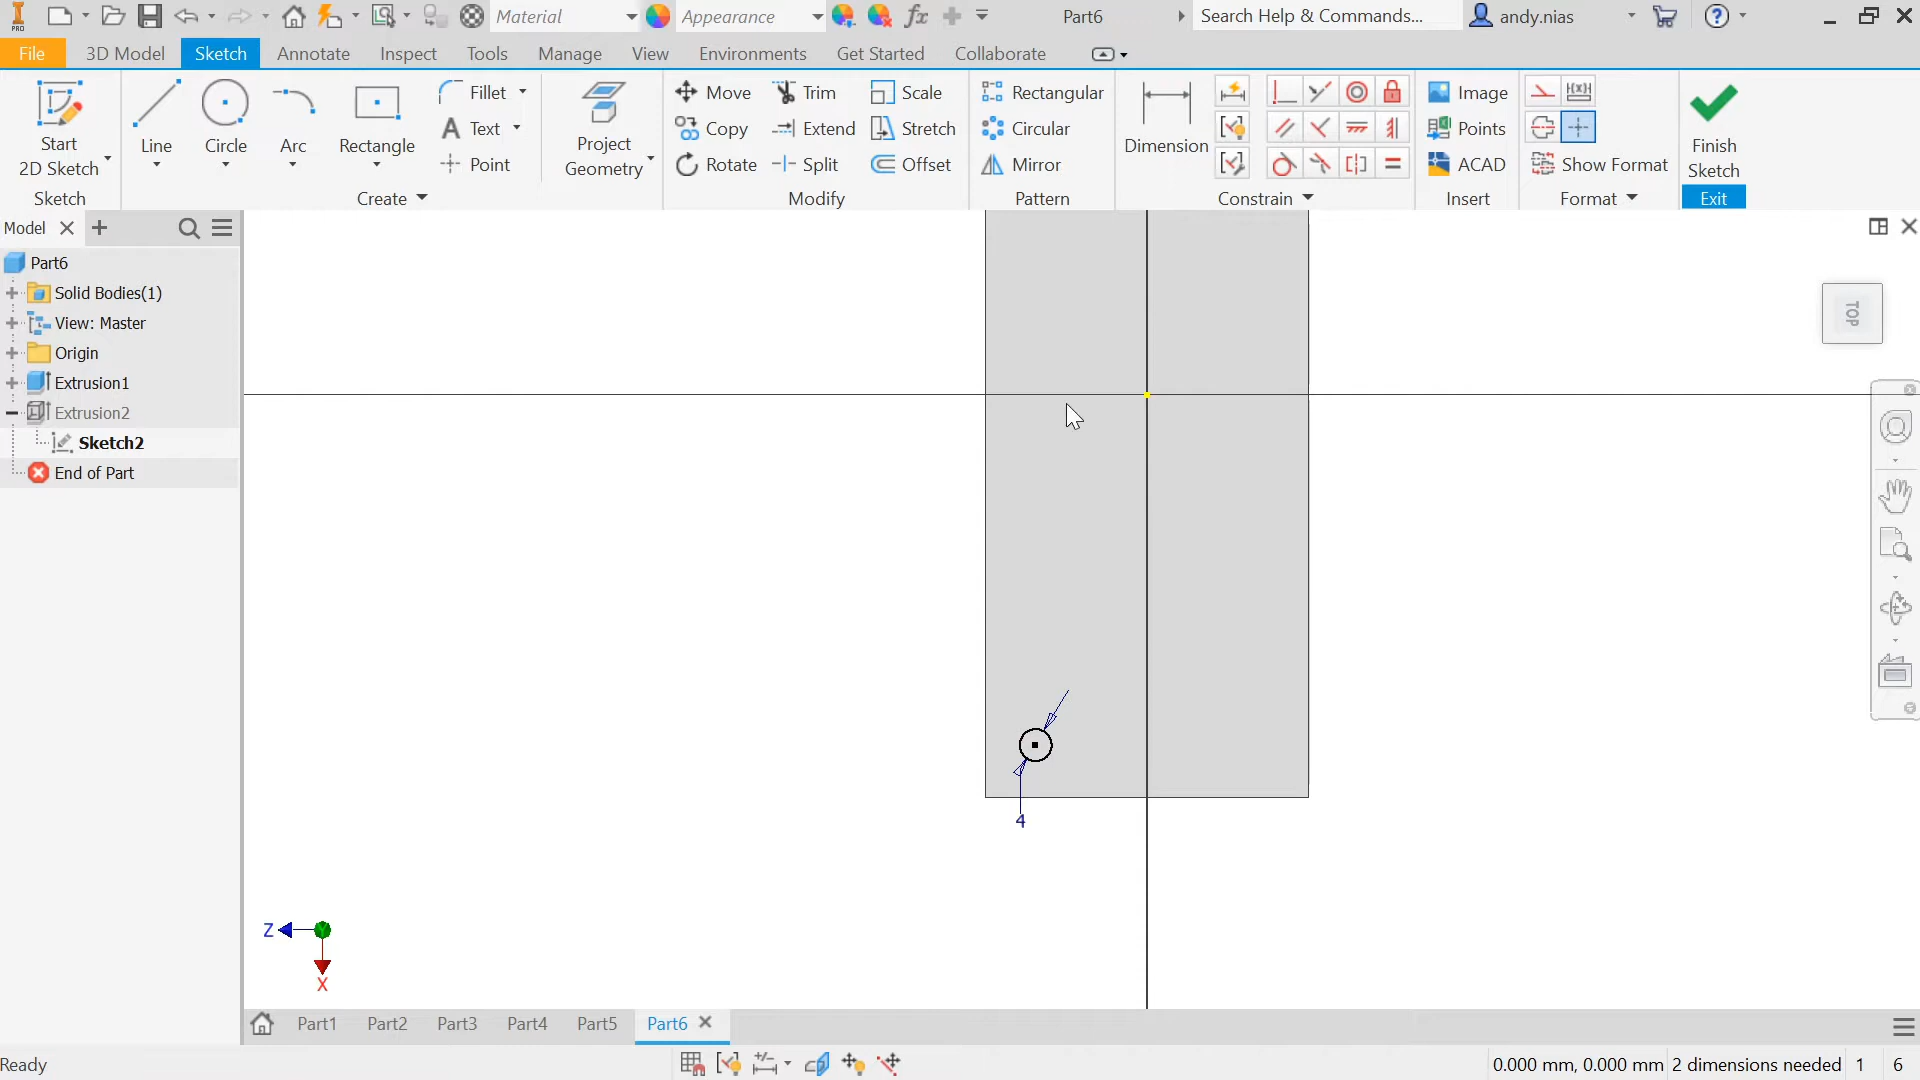 PRO
Material
Appearance
Part6
Search Help & Commands...
andy.nias
File
3D Model
Sketch
Annotate
Inspect
Tools
Manage
View
Environments
Get Started
Collaborate
Start
2D Sketch
Line
Circle
Arc
Rectangle
Fillet
Text
Point
Project
Geometry
Move
Copy
Rotate
Trim
Extend
Split
Scale
Stretch
Offset
Rectangular
Circular
Mirror
Dimension
Image
Points
ACAD
Show Format
Finish
Sketch
Sketch
Create
Modify
Pattern
Constrain
Insert
Format
Exit
Model
Part6
Solid Bodies(1)
View: Master
Origin
Extrusion1
Extrusion2
Sketch2
End of Part
TOP
4
Z
X
Part1
Part2
Part3
Part4
Part5
Part6
Ready
0.000 mm, 0.000 mm
2 dimensions needed
1
6